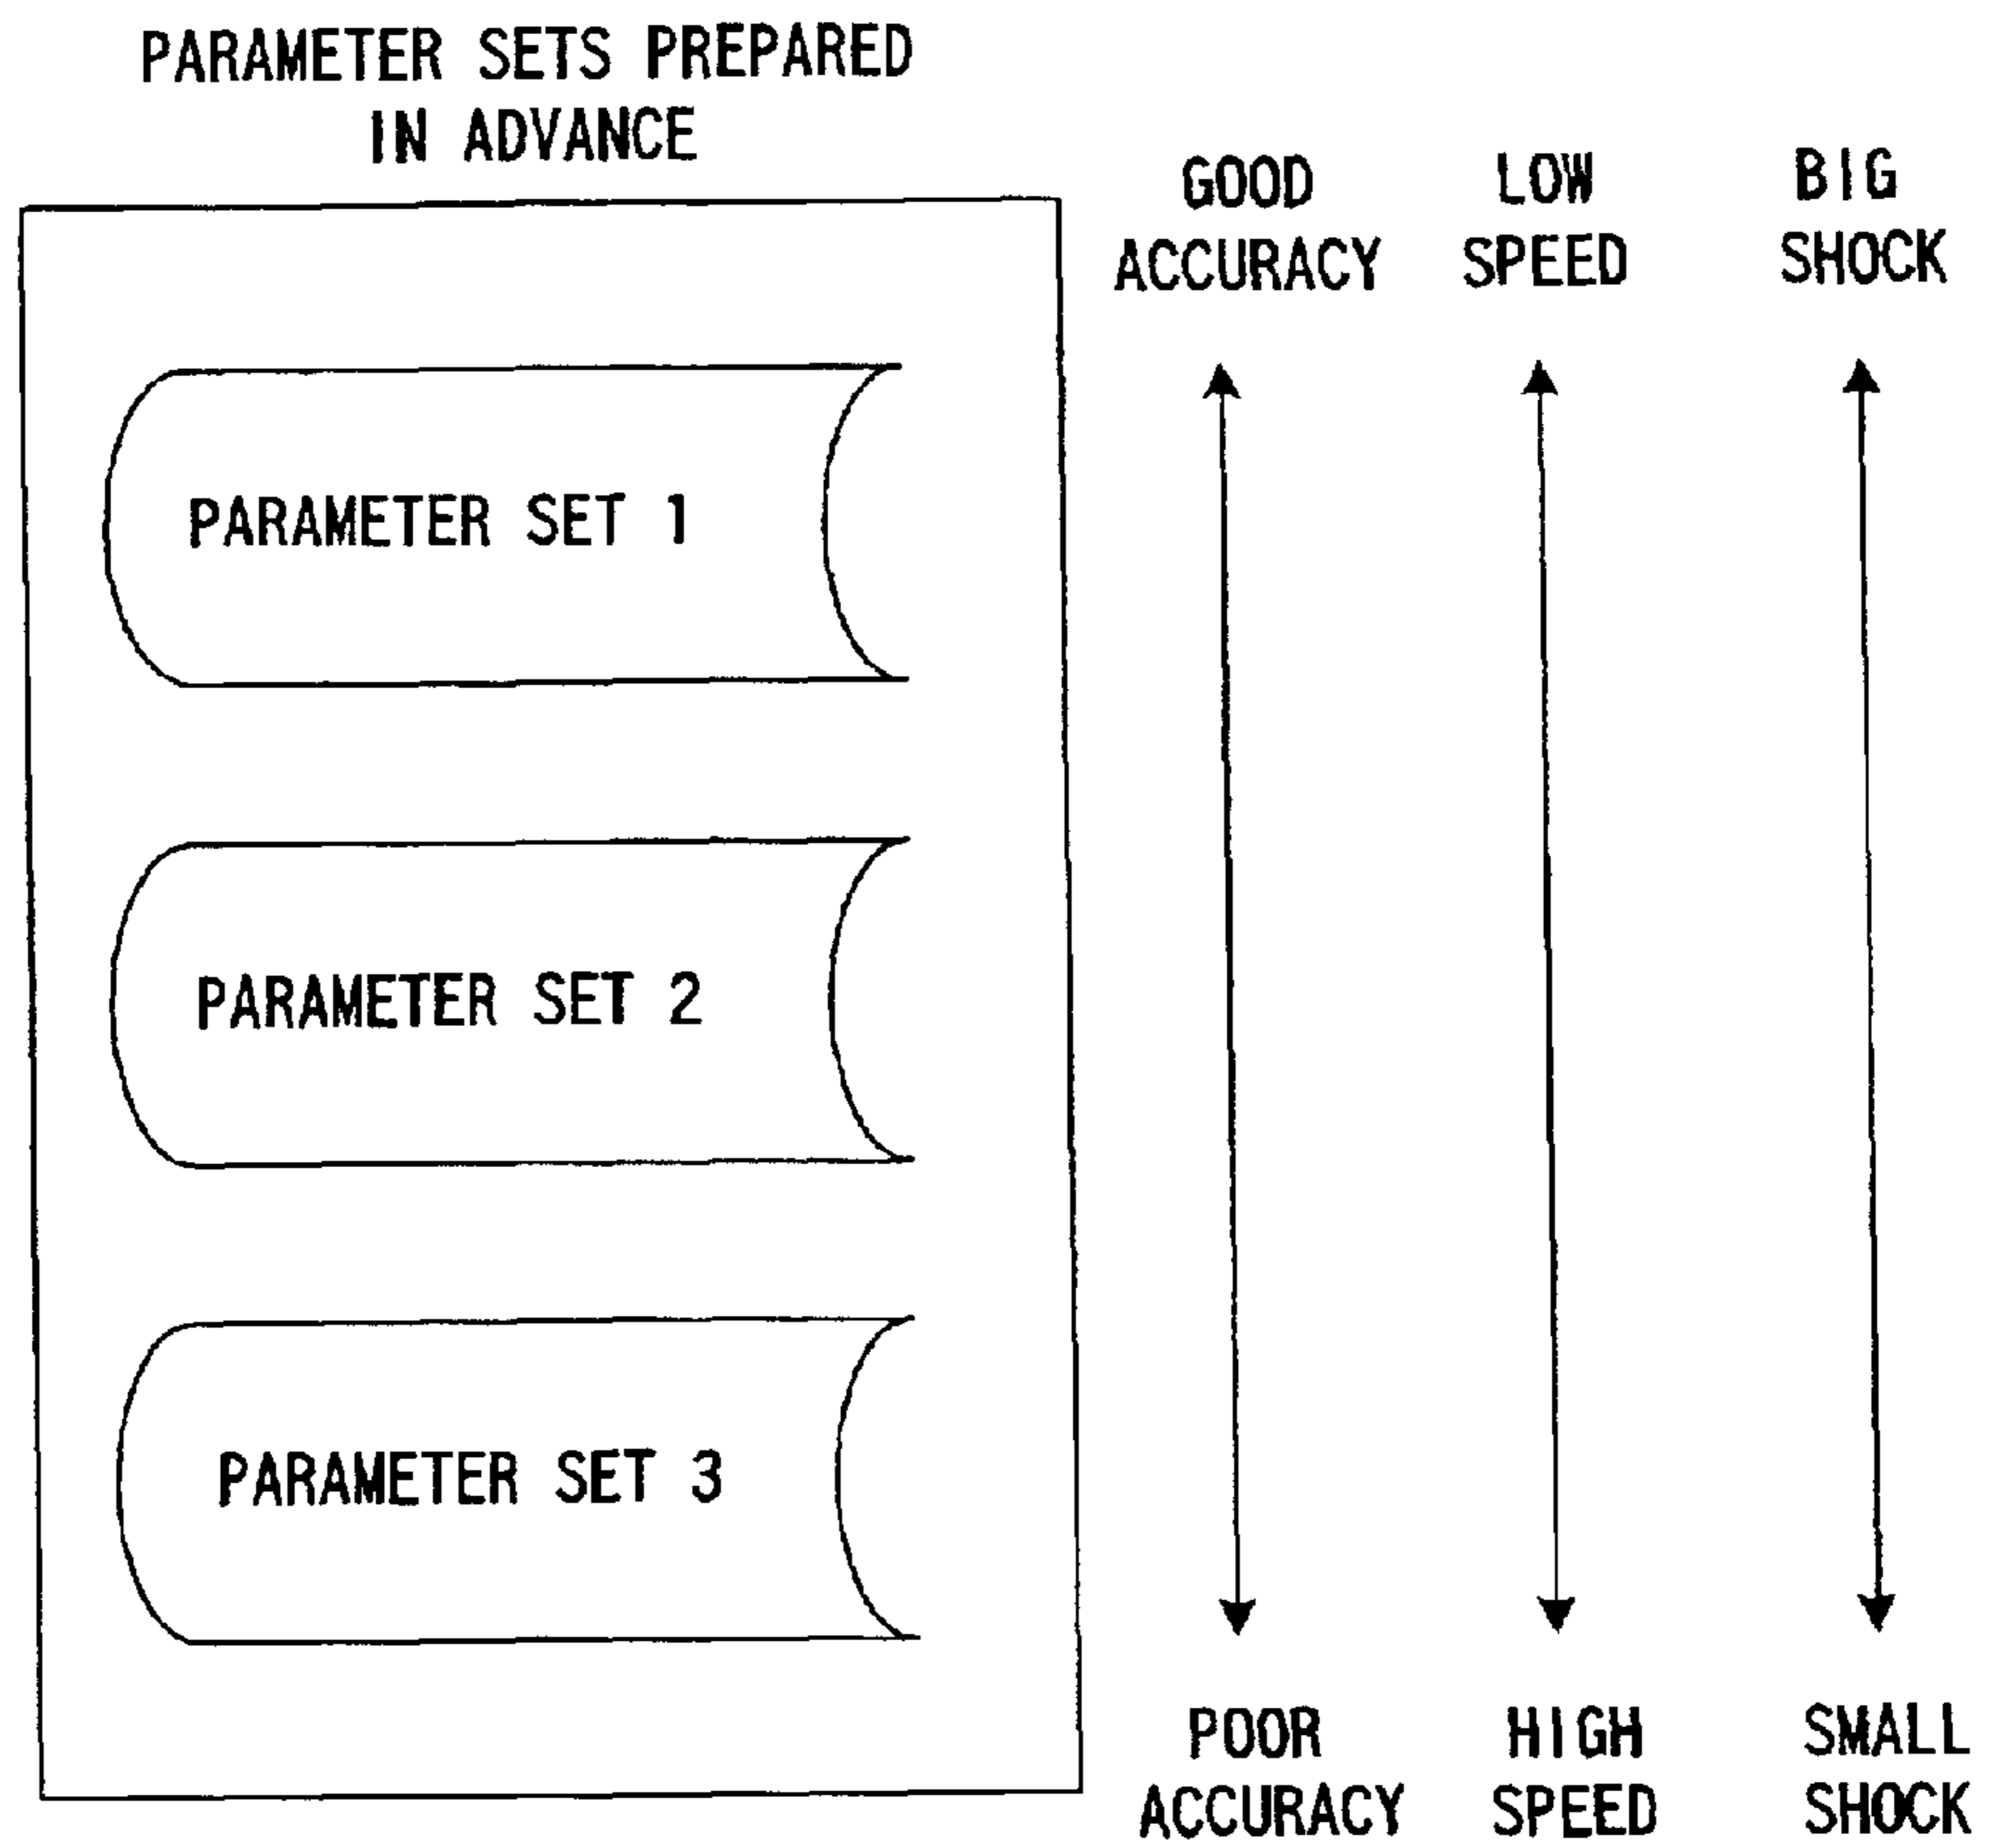 PARAMETER SETS PREPARED
IN ADVANCE
GOOD
ACCURACY
LOW
SPEED
BIG
SHOCK
PARAMETER SET 1
PARAMETER SET 2
PARAMETER SET 3
POOR
ACCURACY
HIGH
SPEED
SMALL
SHOCK